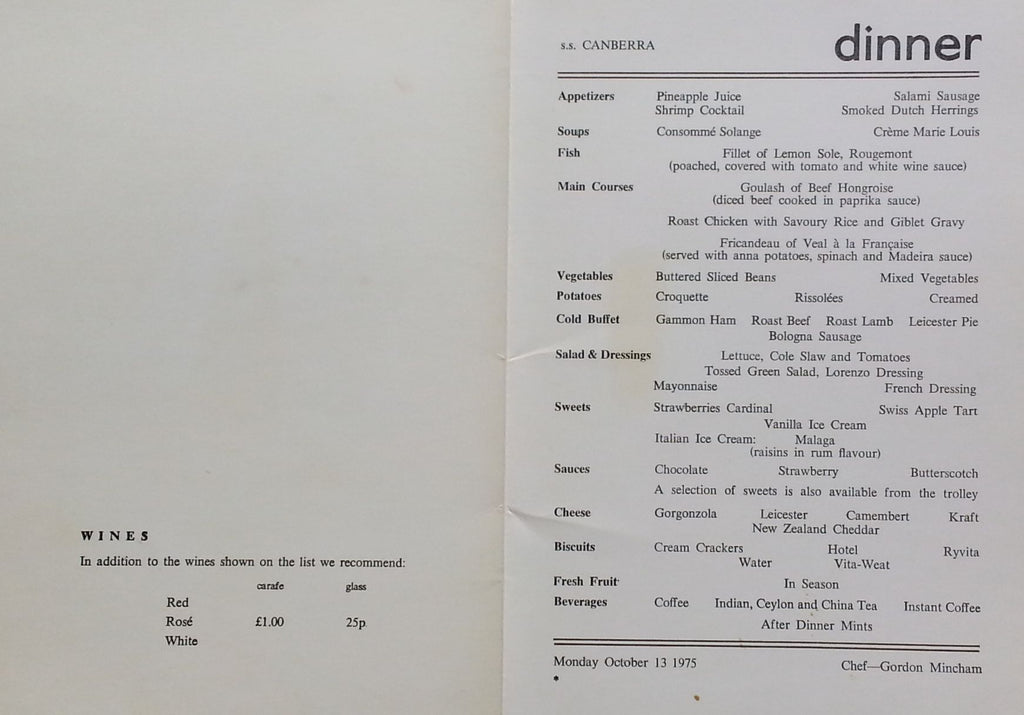 WINES
In addition to the wines shown on the list we recommend:
carafe glass
Red
Rosé £1.00 25p
White
s.s. CANBERRA dinner
Appetizers Pineapple Juice Salami Sausage
Shrimp Cocktail Smoked Dutch Herrings
Soups Consommé Solange Crème Marie Louis
Fish Fillet of Lemon Sole, Rougemont
(poached, covered with tomato and white wine sauce)
Main Courses Goulash of Beef Hongroise
(diced beef cooked in paprika sauce)
Roast Chicken with Savoury Rice and Giblet Gravy
Fricandeau of Veal à la Française
(served with anna potatoes, spinach and Madeira sauce)
Vegetables Buttered Sliced Beans Mixed Vegetables
Potatoes Croquette Rissolées Creamed
Cold Buffet Gammon Ham Roast Beef Roast Lamb Leicester Pie
Bologna Sausage
Salad & Dressings Lettuce, Cole Slaw and Tomatoes
Tossed Green Salad, Lorenzo Dressing
Mayonnaise French Dressing
Sweets Strawberries Cardinal Swiss Apple Tart
Vanilla Ice Cream
Italian Ice Cream: Malaga
(raisins in rum flavour)
Sauces Chocolate Strawberry Butterscotch
A selection of sweets is also available from the trolley
Cheese Gorgonzola Leicester Camembert Kraft
New Zealand Cheddar
Biscuits Cream Crackers Hotel Ryvita
Water Vita-Weat
Fresh Fruit In Season
Beverages Coffee Indian, Ceylon and China Tea Instant Coffee
After Dinner Mints
Monday October 13 1975 Chef—Gordon Mincham
*